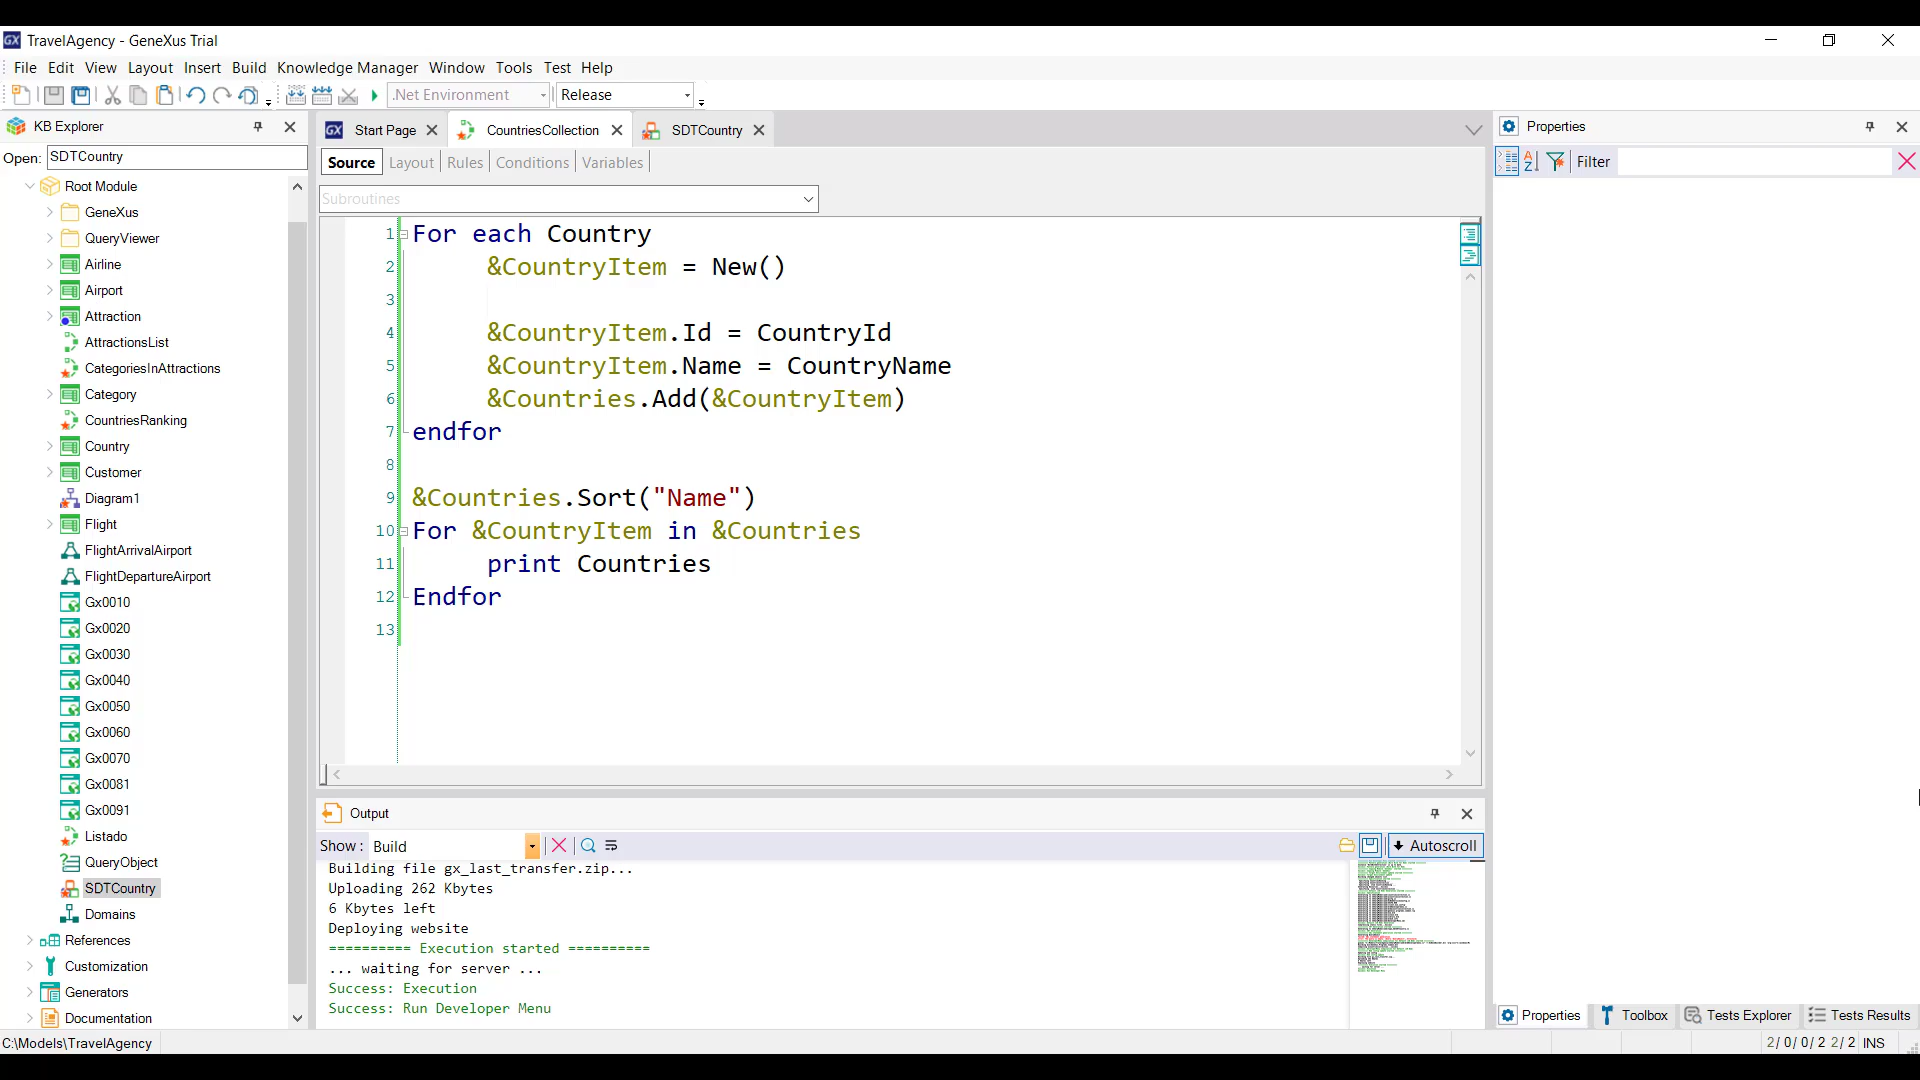 TravelAgency - GeneXus Trial
File Edit View Layout Insert Build Knowledge Manager Window Tools Test Help
.Net Environment Release
KB Explorer
Open: SDTCountry
Root Module
GeneXus
QueryViewer
Airline
Airport
Attraction
AttractionsList
CategoriesInAttractions
Category
CountriesRanking
Country
Customer
Diagram1
Flight
FlightArrivalAirport
FlightDepartureAirport
Gx0010
Gx0020
Gx0030
Gx0040
Gx0050
Gx0060
Gx0070
Gx0081
Gx0091
Listado
QueryObject
SDTCountry
Domains
References
Customization
Generators
Documentation
Start Page CountriesCollection SDTCountry
Source Layout Rules Conditions Variables
Subroutines
1 For each Country
2 &CountryItem = New()
3
4 &CountryItem.Id = CountryId
5 &CountryItem.Name = CountryName
6 &Countries.Add(&CountryItem)
7 endfor
8
9 &Countries.Sort("Name")
10 For &CountryItem in &Countries
11 print Countries
12 Endfor
13
Output
Show : Build
Autoscroll
Building file gx_last_transfer.zip...
Uploading 262 Kbytes
6 Kbytes left
Deploying website
========== Execution started ==========
... waiting for server ...
Success: Execution
Success: Run Developer Menu
Properties
Filter
Properties Toolbox Tests Explorer Tests Results
C:\Models\TravelAgency
2/ 0/ 0/ 2 2/ 2 INS